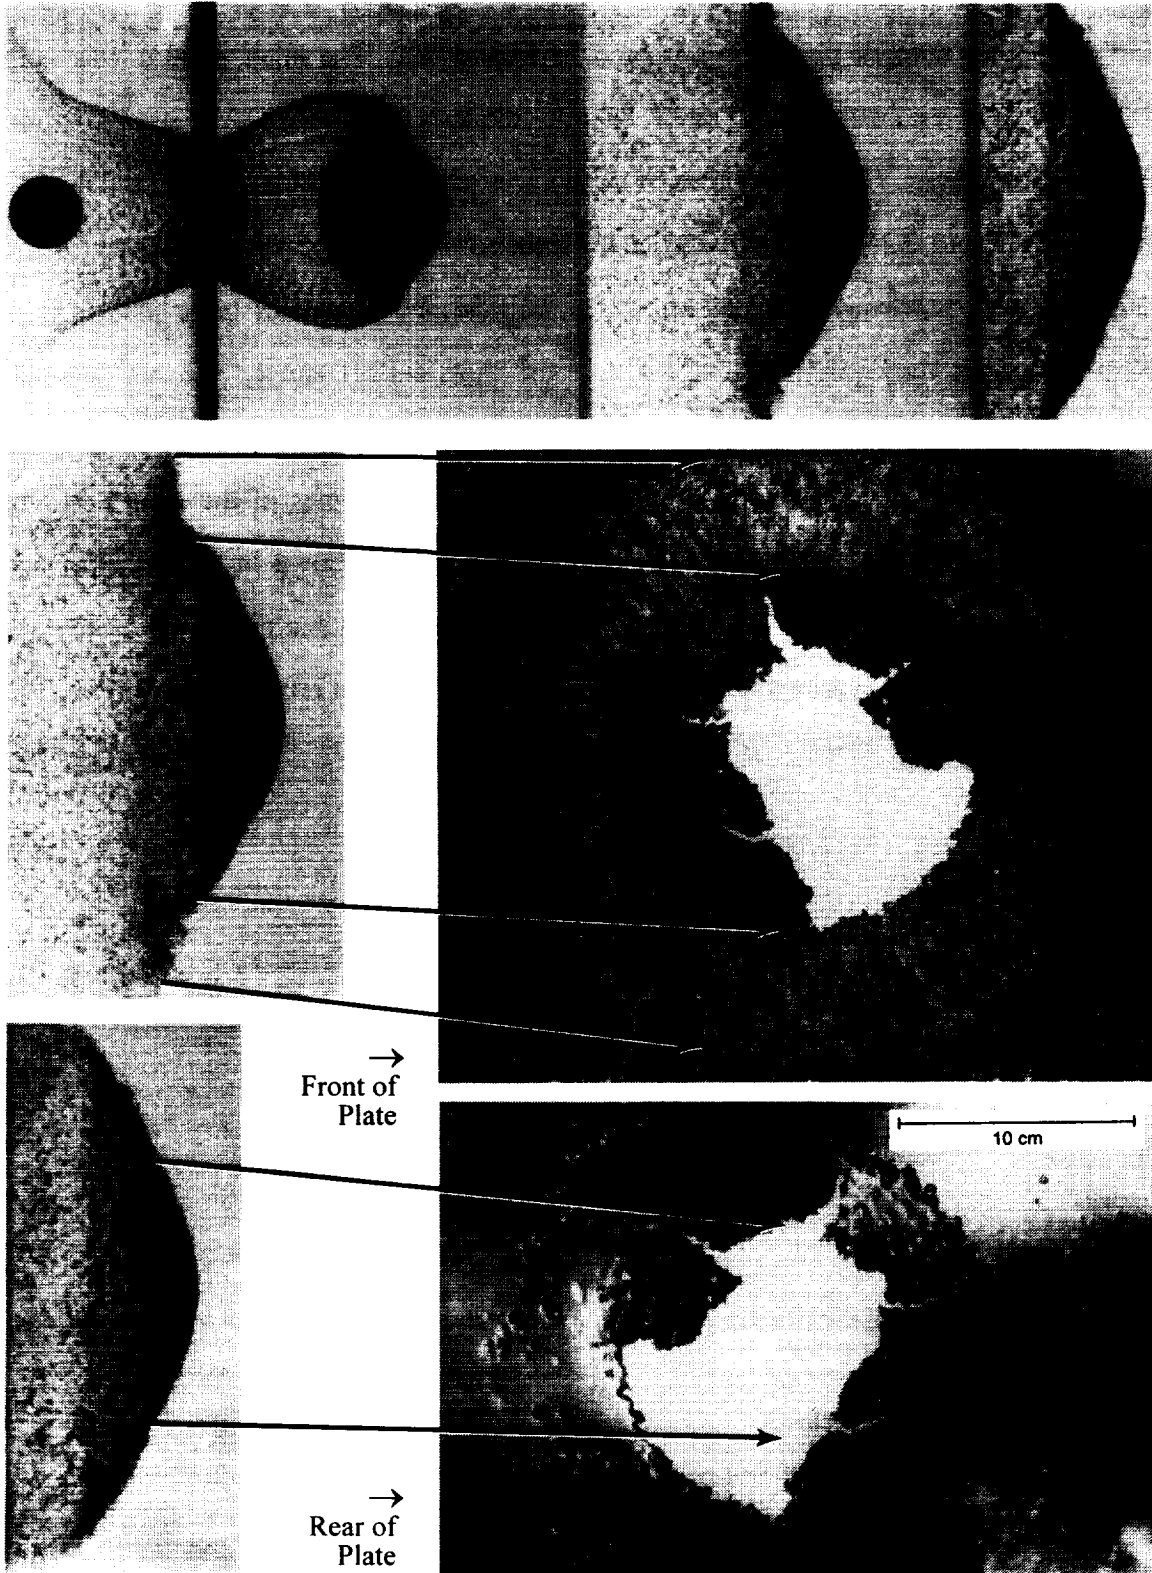 →
Front of
Plate
10 cm
→
Rear of
Plate